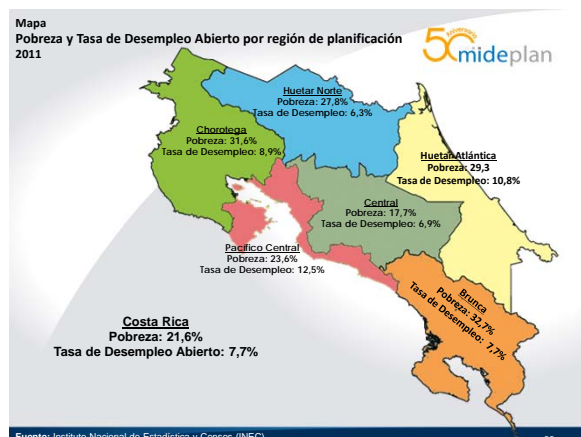 Mapa
Pobreza y Tasa de Desempleo Abierto por región de planificación
2011
50
Aniversario
mideplan
Huetar Norte
Pobreza: 27,8%
Tasa de Desempleo: 6,3%
Chorotega
Pobreza: 31,6%
Tasa de Desempleo: 8,9%
Huetar Atlántica
Pobreza: 29,3
Tasa de Desempleo: 10,8%
Central
Pobreza: 17,7%
Tasa de Desempleo: 6,9%
Pacífico Central
Pobreza: 23,6%
Tasa de Desempleo: 12,5%
Brunca
Pobreza: 32,7%
Tasa de Desempleo: 7,7%
Costa Rica
Pobreza: 21,6%
Tasa de Desempleo Abierto: 7,7%
Fuente: Instituto Nacional de Estadística y Censos (INEC)